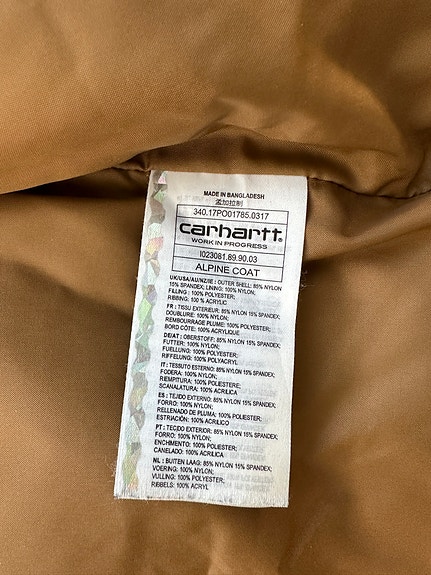 MADE IN BANGLADESH
孟加拉制
340.17PO01785.0317
carhartt.
WORK IN PROGRESS
I023081.89.90.03
ALPINE COAT
UK/USA/AU/NZ/IE : OUTER SHELL: 85% NYLON
15% SPANDEX; LINING: 100% NYLON;
FILLING : 100% POLYESTER;
RIBBING: 100 % ACRYLIC
FR : TISSU EXTERIEUR: 85% NYLON 15% SPANDEX;
DOUBLURE: 100% NYLON;
REMBOURRAGE PLUME: 100% POLYESTER;
BORD CÔTE: 100% ACRYLIQUE
DE/AT : OBERSTOFF: 85% NYLON 15% SPANDEX;
FUTTER: 100% NYLON;
FUELLUNG: 100% POLYESTER;
RIFFELUNG: 100% POLYACRYL
IT : TESSUTO ESTERNO: 85% NYLON 15% SPANDEX;
FODERA: 100% NYLON;
RIEMPITURA: 100% POLIESTERE;
SCANALATURA: 100% ACRILICA
ES : TEJIDO EXTERNO: 85% NYLON 15% SPANDEX;
FORRO: 100% NYLON;
RELLENADO DE PLUMA: 100% POLIESTER;
ESTRIACIÓN: 100% ACRILICO
PT : TECIDO EXTERIOR: 85% NYLON 15% SPANDEX;
FORRO: 100% NYLON;
ENCHIMENTO: 100% POLIESTER;
CANELADO: 100% ACRILICA
NL : BUITEN LAAG: 85% NYLON 15% SPANDEX;
VOERING: 100% NYLON;
VULLING: 100% POLYESTER;
RIBBELS: 100% ACRYL